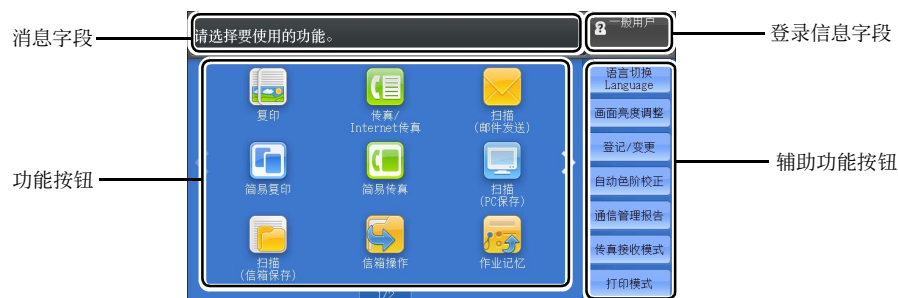 消息字段
请选择要使用的功能。
一般用户
登录信息字段
功能按钮
复印
传真/
Internet传真
扫描
(邮件发送)
简易复印
简易传真
扫描
(PC保存)
扫描
(信箱保存)
信箱操作
作业记忆
1/2
语言切换
Language
画面亮度调整
登记/变更
自动色阶校正
通信管理报告
传真接收模式
打印模式
辅助功能按钮